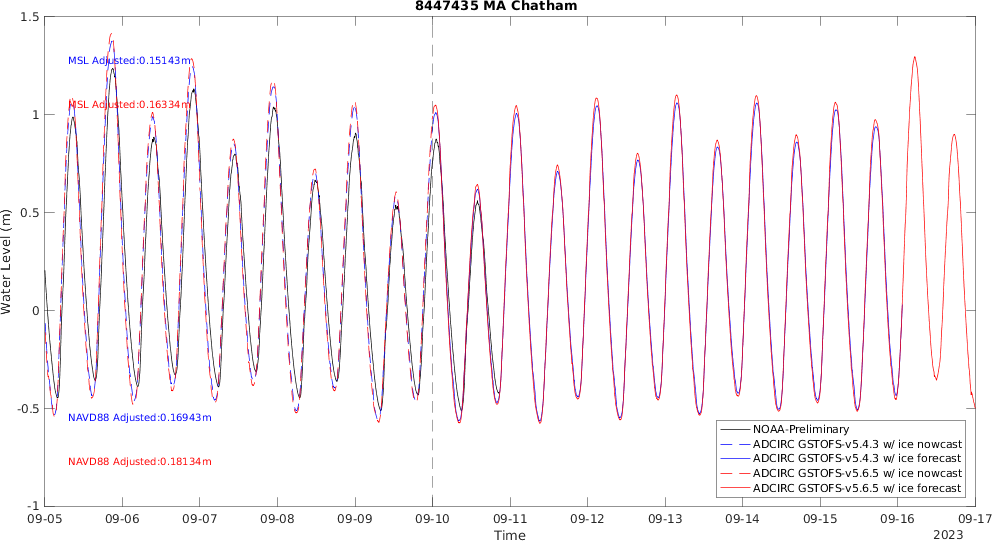 8447435 MA Chatham
1.5
1
0.5
0
-0.5
-1
Water Level (m)
MSL Adjusted:0.15143m
MSL Adjusted:0.16334m
NAVD88 Adjusted:0.16943m
NAVD88 Adjusted:0.18134m
NOAA-Preliminary
ADCIRC GSTOFS-v5.4.3 w/ ice nowcast
ADCIRC GSTOFS-v5.4.3 w/ ice forecast
ADCIRC GSTOFS-v5.6.5 w/ ice nowcast
ADCIRC GSTOFS-v5.6.5 w/ ice forecast
09-05 09-06 09-07 09-08 09-09 09-10 09-11 09-12 09-13 09-14 09-15 09-16 09-17
Time
2023